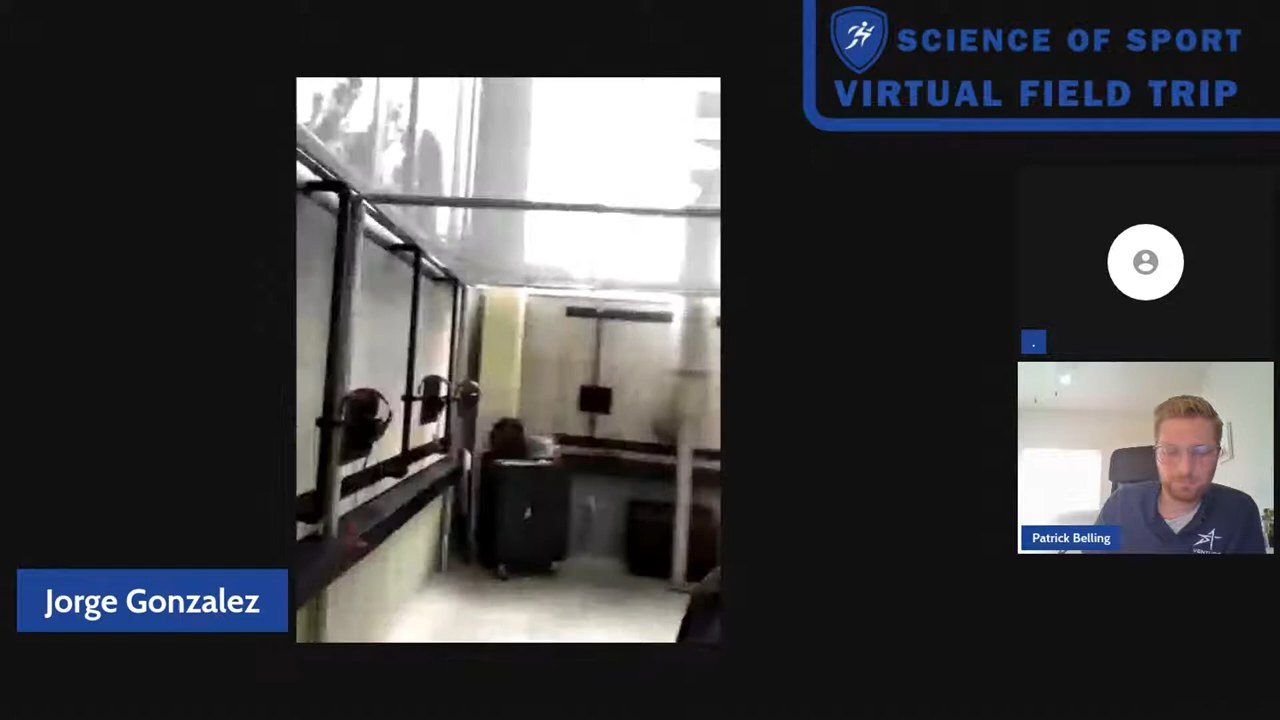 SCIENCE OF SPORT
VIRTUAL FIELD TRIP
.
Patrick Belling
Jorge Gonzalez